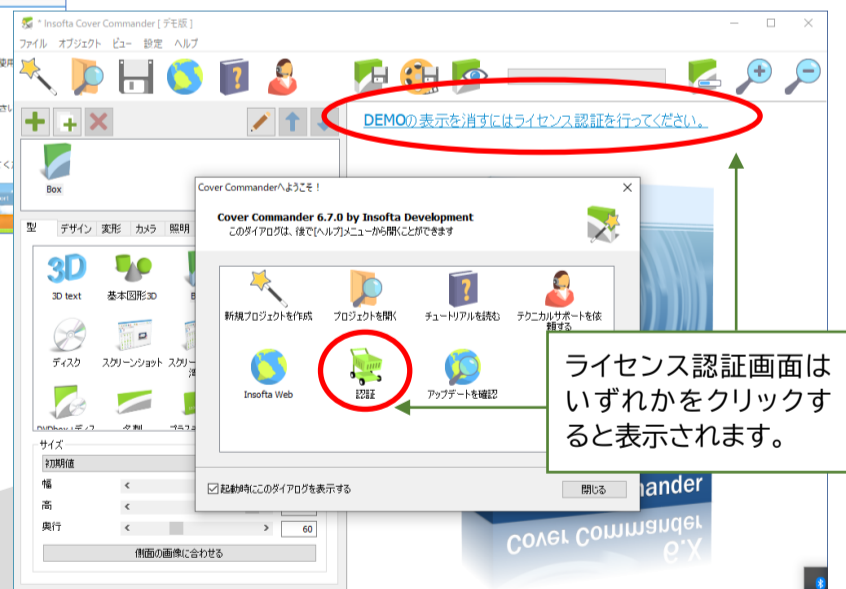 * Insofta Cover Commander [ デモ版 ]
ファイル オブジェクト ビュー 設定 ヘルプ
DEMOの表示を消すにはライセンス認証を行ってください。
Box
型 デザイン 変形 カメラ 照明
3D text
基本図形3D
ディスク
スクリーンショット
サイズ
初期値
幅
高
奥行
60
側面の画像に合わせる
Cover Commanderへようこそ！
Cover Commander 6.7.0 by Insofta Development
このダイアログは、後で[ヘルプ]メニューから開くことができます
新規プロジェクトを作成
プロジェクトを開く
チュートリアルを読む
テクニカルサポートを依
頼する
Insofta Web
認証
アップデートを確認
起動時にこのダイアログを表示する
閉じる
ライセンス認証画面は
いずれかをクリックす
ると表示されます。
mander
Cover Commander
6.X